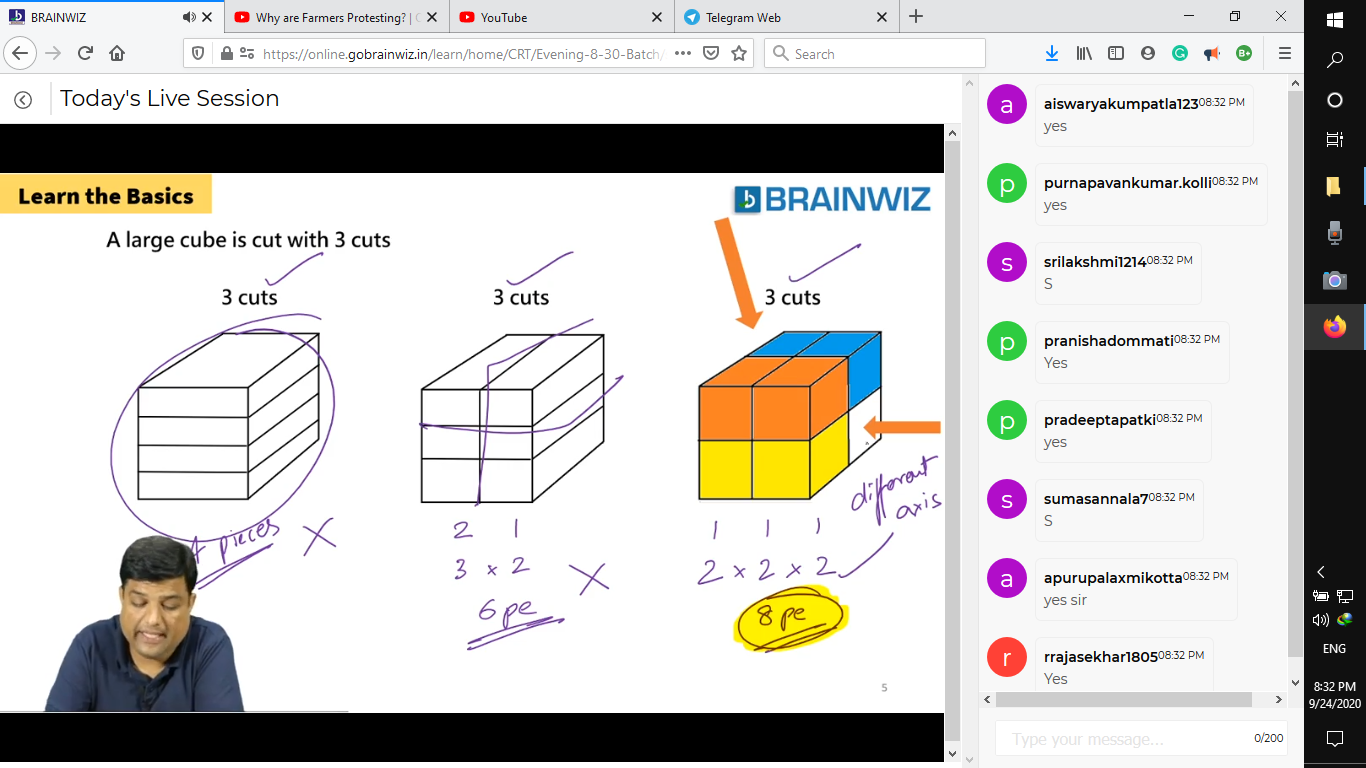 BRAINWIZ
Why are Farmers Protesting? |
YouTube
Telegram Web
https://online.gobrainwiz.in/learn/home/CRT/Evening-8-30-Batch/
Search
Today's Live Session
Learn the Basics
BRAINWIZ
A large cube is cut with 3 cuts
3 cuts
3 cuts
3 cuts
different
axis
pieces
2 1
3 × 2
6 pe
1 1 1
2 × 2 × 2
8 pe
5
a
aiswaryakumpatla123 08:32 PM
yes
p
purnapavankumar.kolli 08:32 PM
yes
s
srilakshmi1214 08:32 PM
S
p
pranishadommati 08:32 PM
Yes
p
pradeeptapatki 08:32 PM
yes
s
sumasannala7 08:32 PM
S
a
apurupalaxmikotta 08:32 PM
yes sir
r
rrajasekhar1805 08:32 PM
Yes
Type your message...
0/200
B+
ENG
8:32 PM
9/24/2020